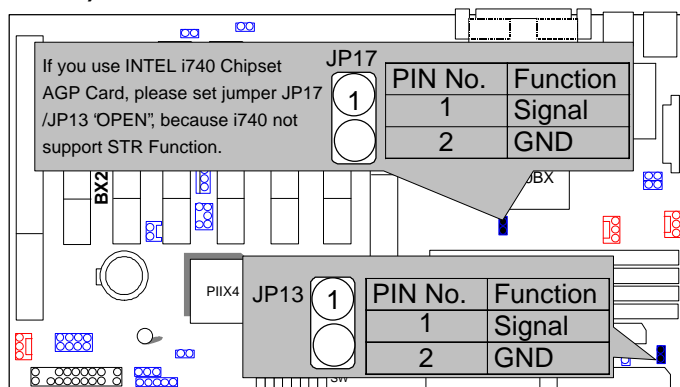 If you use INTEL i740 Chipset
AGP Card, please set jumper JP17
/JP13 “OPEN”, because i740 not
support STR Function.
JP17
1
PIN No. Function
1 Signal
2 GND
BX2
0BX
PIIX4
JP13
1
PIN No. Function
1 Signal
2 GND
SW